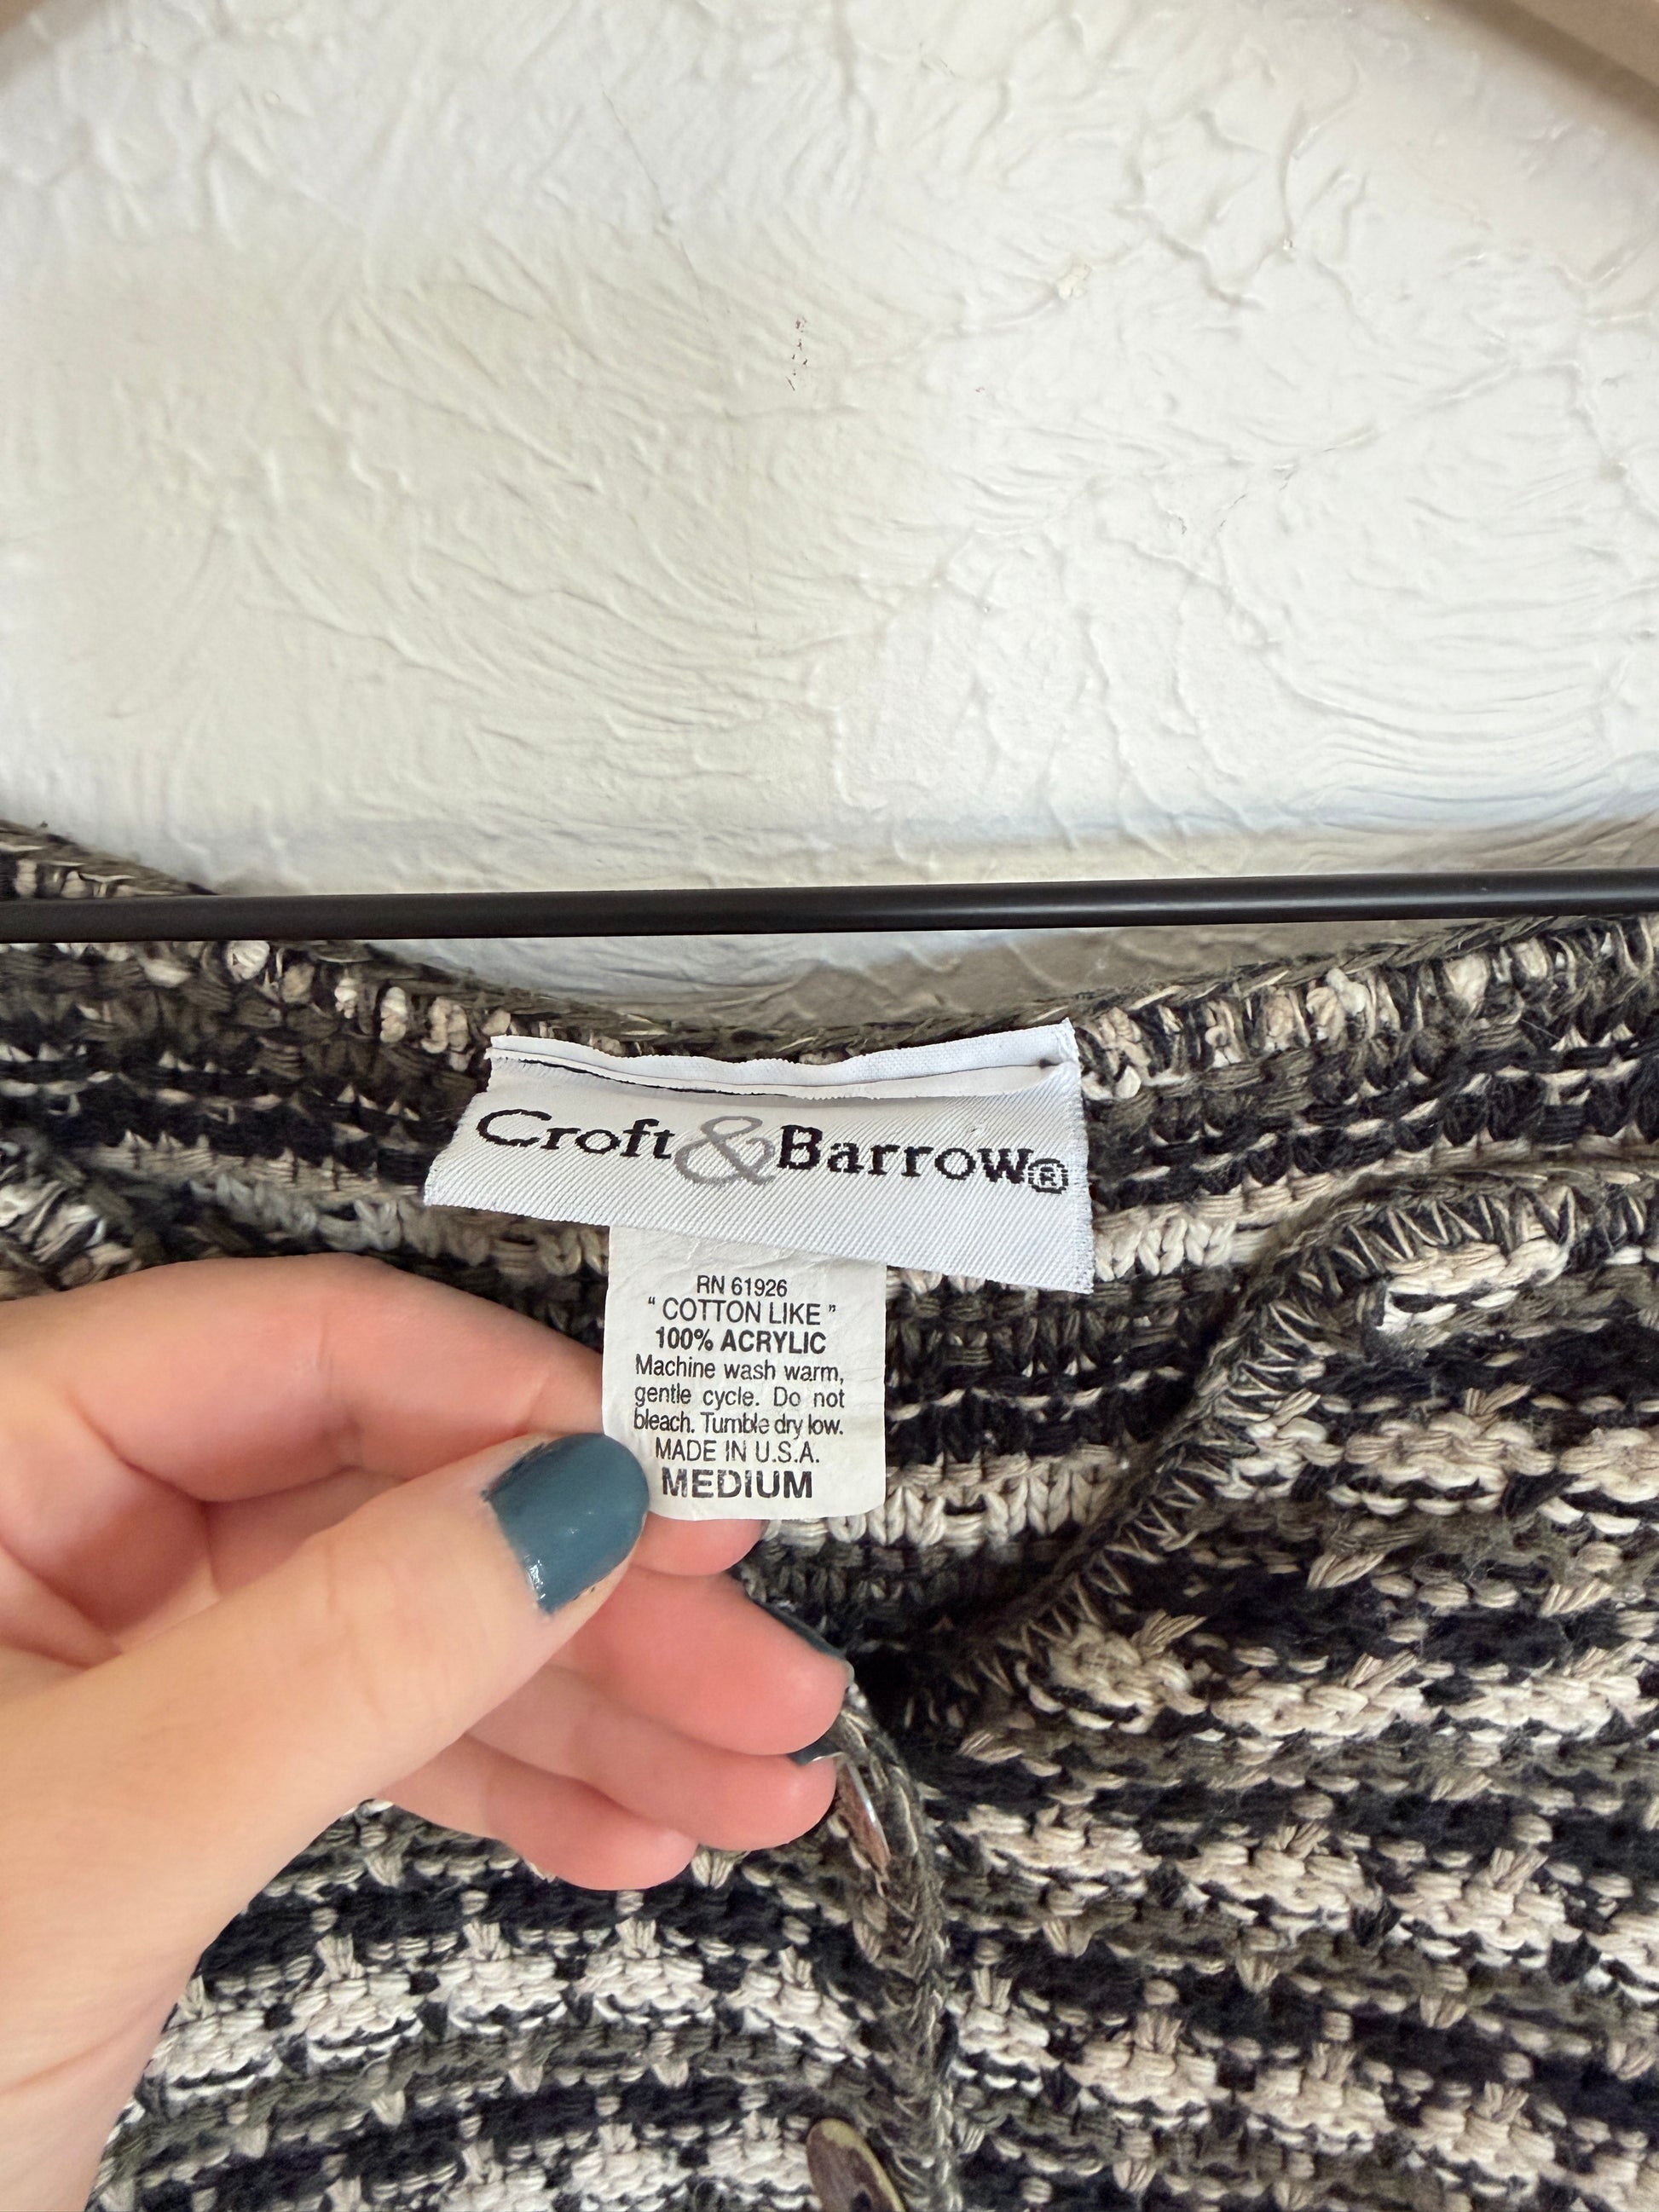 Croft&Barrow®
RN 61926
" COTTON LIKE "
100% ACRYLIC
Machine wash warm,
gentle cycle. Do not
bleach. Tumble dry low.
MADE IN U.S.A.
MEDIUM